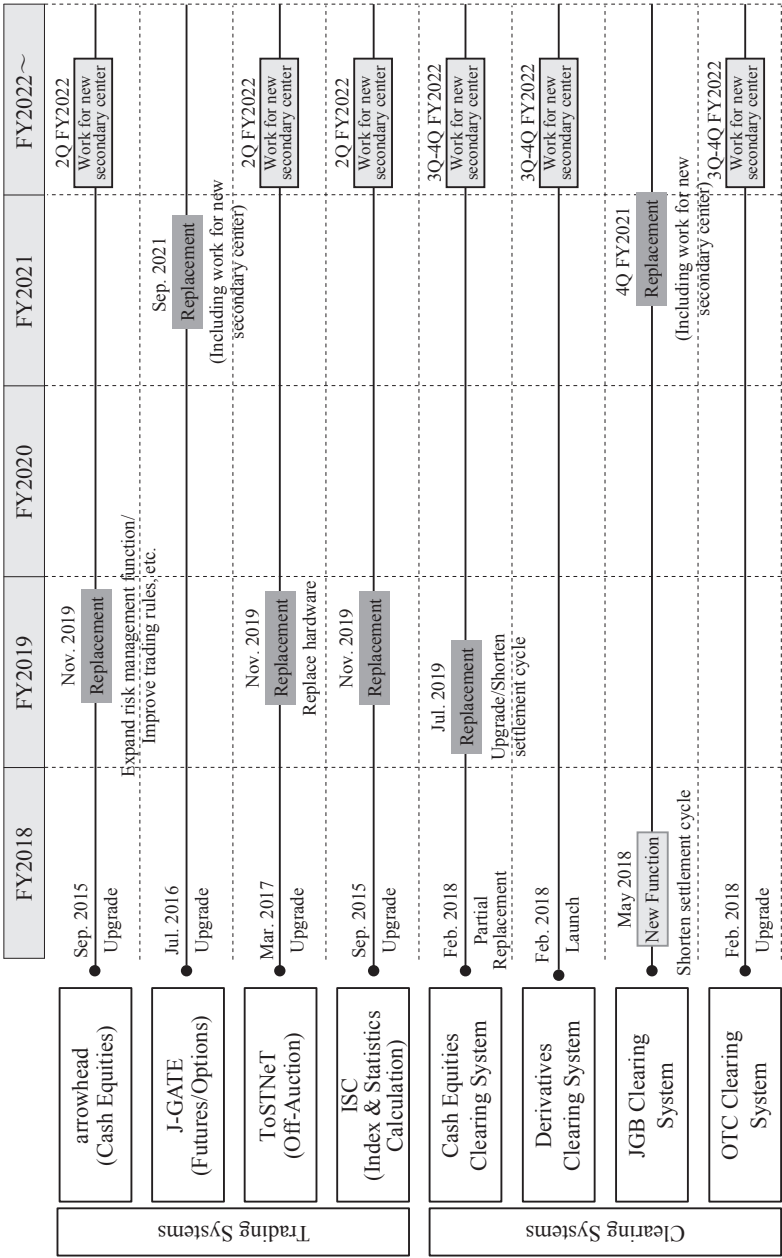 FY2018
FY2019
FY2020
FY2021
FY2022～
Trading Systems
arrowhead
(Cash Equities)
Sep. 2015
Upgrade
Nov. 2019
Replacement
Expand risk management function/
Improve trading rules, etc.
2Q FY2022
Work for new
secondary center
J-GATE
(Futures/Options)
Jul. 2016
Upgrade
Sep. 2021
Replacement
(Including work for new
secondary center)
ToSTNeT
(Off-Auction)
Mar. 2017
Upgrade
Nov. 2019
Replacement
Replace hardware
2Q FY2022
Work for new
secondary center
ISC
(Index & Statistics
Calculation)
Sep. 2015
Upgrade
Nov. 2019
Replacement
2Q FY2022
Work for new
secondary center
Clearing Systems
Cash Equities
Clearing System
Feb. 2018
Partial
Replacement
Jul. 2019
Replacement
Upgrade/Shorten
settlement cycle
3Q-4Q FY2022
Work for new
secondary center
Derivatives
Clearing System
Feb. 2018
Launch
3Q-4Q FY2022
Work for new
secondary center
JGB Clearing
System
May 2018
New Function
Shorten settlement cycle
4Q FY2021
Replacement
(Including work for new
secondary center)
OTC Clearing
System
Feb. 2018
Upgrade
3Q-4Q FY2022
Work for new
secondary center